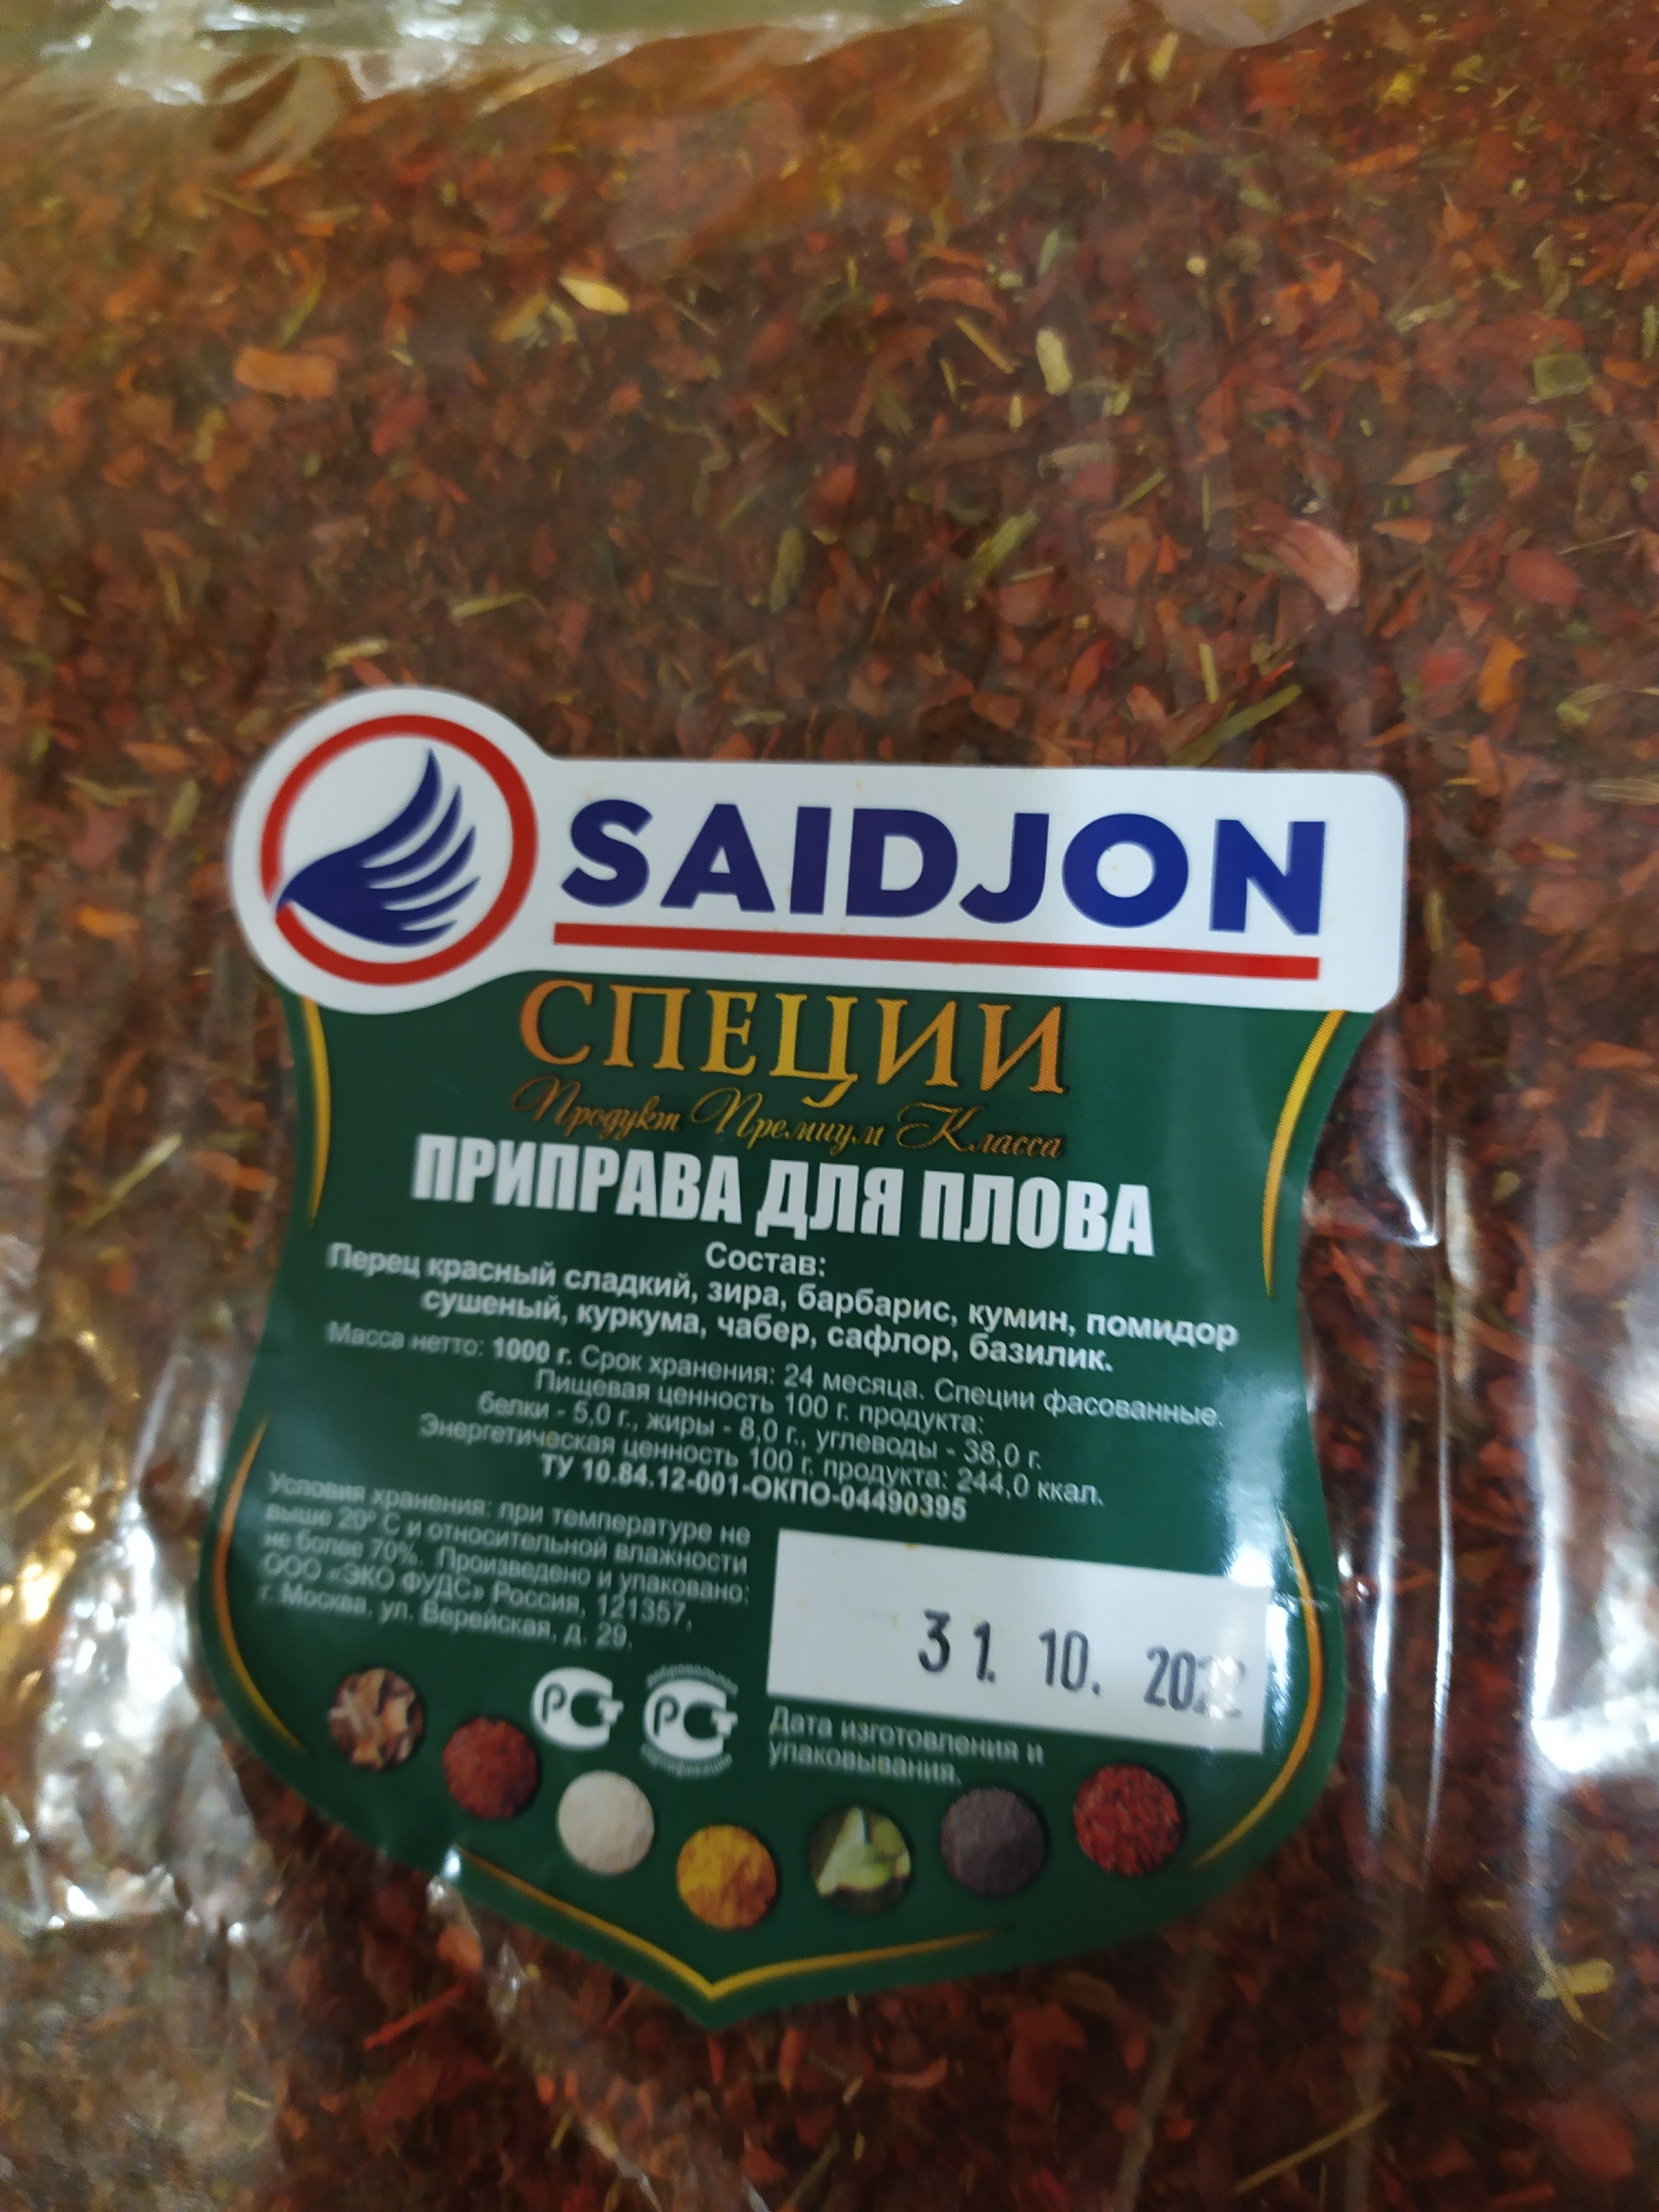 SAIDJON
СПЕЦИИ
Продукт Премиум Класса
ПРИПРАВА ДЛЯ ПЛОВА
Состав:
Перец красный сладкий, зира, барбарис, кумин, помидор
сушеный, куркума, чабер, сафлор, базилик.
Масса нетто: 1000 г. Срок хранения: 24 месяца. Специи фасованные.
Пищевая ценность 100 г. продукта:
белки - 5,0 г., жиры - 8,0 г., углеводы - 38,0 г.
Энергетическая ценность 100 г. продукта: 244,0 ккал.
ТУ 10.84.12-001-ОКПО-04490395
Условия хранения: при температуре не
выше 20° С и относительной влажности
не более 70%. Произведено и упаковано:
ООО «ЭКО ФУДС» Россия, 121357,
г. Москва, ул. Верейская, д. 29.
31. 10.
Дата изготовления и
упаковывания.
РСТ
добровольная
РСТ
сертификация